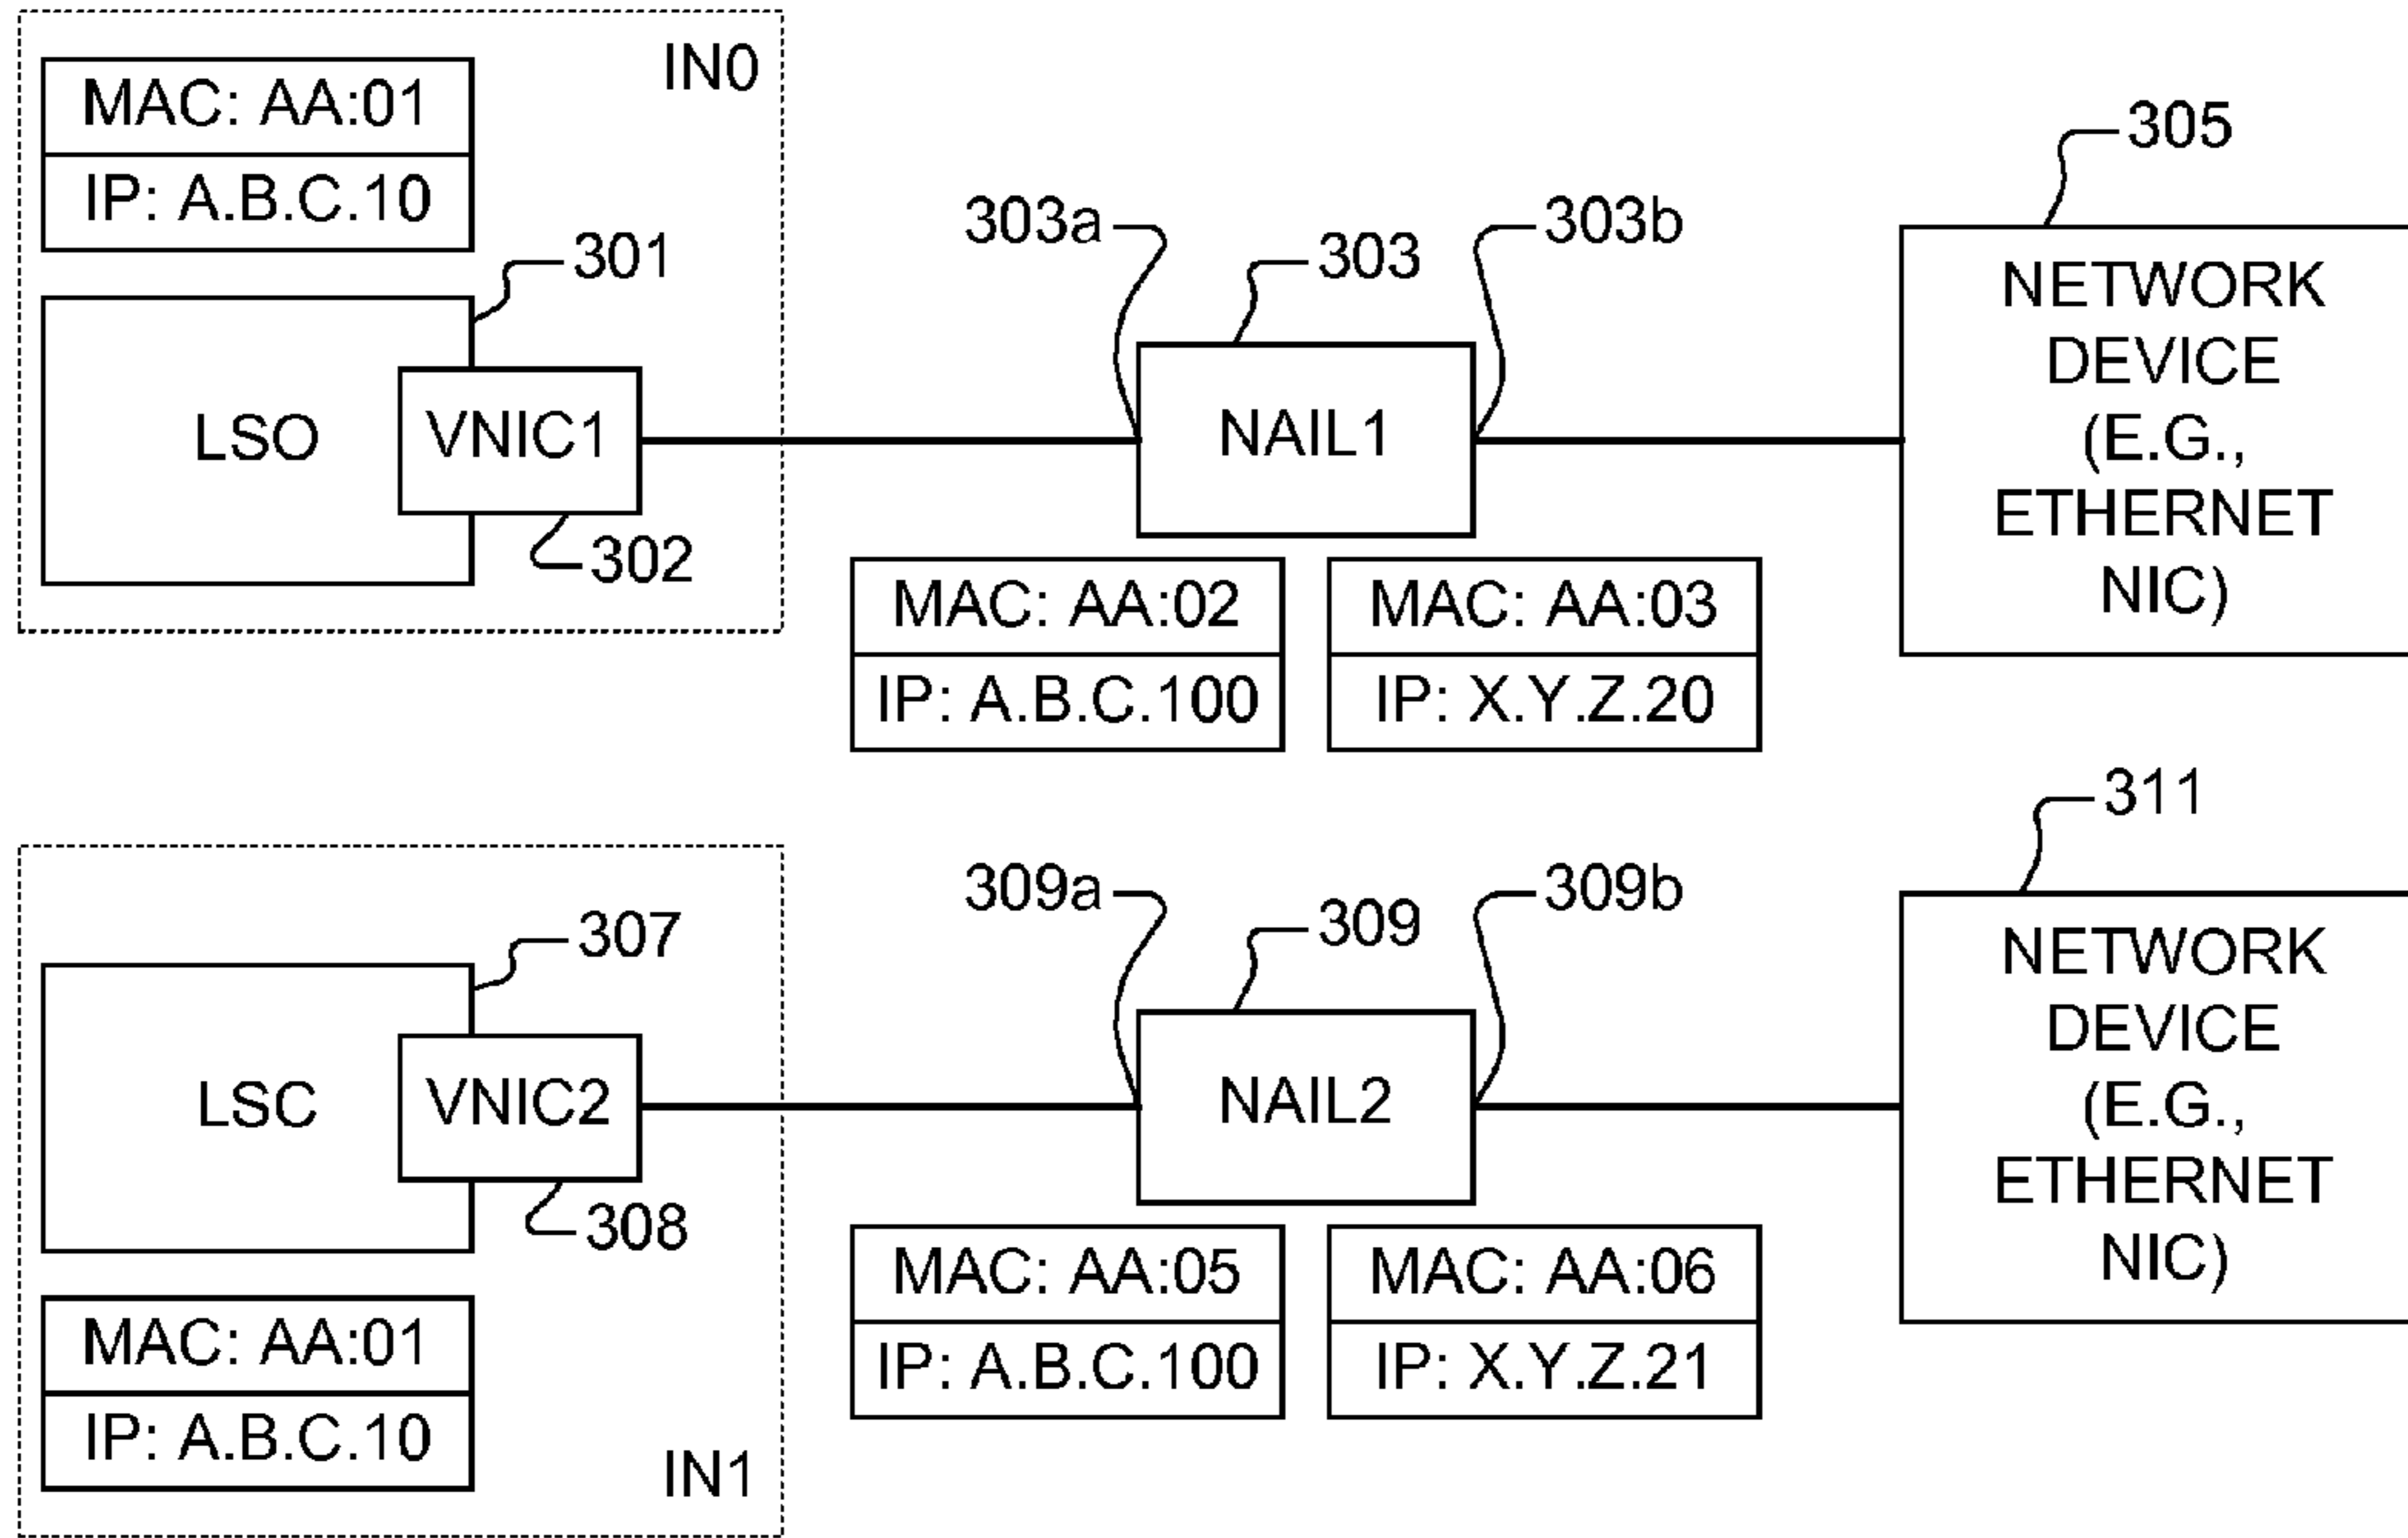 IN0
MAC: AA:01
IP: A.B.C.10
301
LSO
VNIC1
302
303a
303
303b
NAIL1
MAC: AA:02
IP: A.B.C.100
MAC: AA:03
IP: X.Y.Z.20
305
NETWORK
DEVICE
(E.G.,
ETHERNET
NIC)
307
LSC
VNIC2
308
MAC: AA:01
IP: A.B.C.10
IN1
309a
309
309b
NAIL2
MAC: AA:05
IP: A.B.C.100
MAC: AA:06
IP: X.Y.Z.21
311
NETWORK
DEVICE
(E.G.,
ETHERNET
NIC)